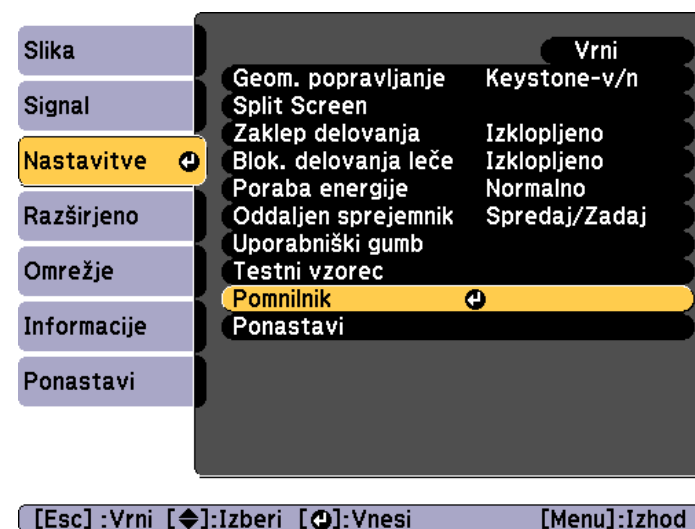 Slika
Signal
Nastavitve
Razširjeno
Omrežje
Informacije
Ponastavi
Vrni
Geom. popravljanje Keystone-v/n
Split Screen
Zaklep delovanja Izklopljeno
Blok. delovanja leče Izklopljeno
Poraba energije Normalno
Oddaljen sprejemnik Spredaj/Zadaj
Uporabniški gumb
Testni vzorec
Pomnilnik
Ponastavi
[Esc] :Vrni [◆]:Izberi [⏎]:Vnesi [Menu]:Izhod